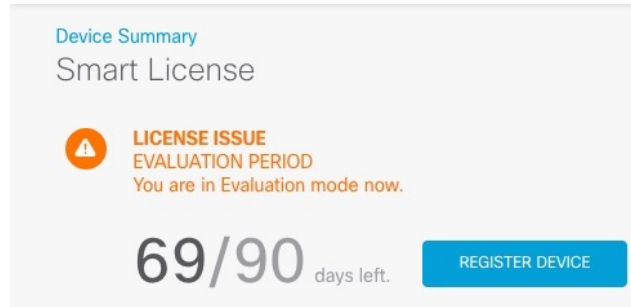 Device Summary
Smart License
LICENSE ISSUE
EVALUATION PERIOD
You are in Evaluation mode now.
69/90 days left.
REGISTER DEVICE